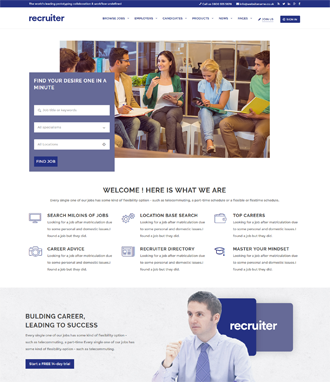 recruiter
BROWSE JOBS EMPLOYERS CANDIDATES PRODUCTS NEWS PAGES JOIN US SIGN IN
FIND YOUR DESIRE ONE IN A
MINUTE
Job titles or keywords
All specialisms
All locations
FIND JOB
WELCOME ! HERE IS WHAT WE ARE
Every single one of our jobs has some kind of flexibility option - such as telecommuting, a part-time schedule or a flexible or flextime schedule.
SEARCH MILIONS OF JOBS
Looking for a job after matriculation due
to some personal and domestic issues i
found a job but they did.
LOCATION BASE SEARCH
Looking for a job after matriculation due
to some personal and domestic issues i
found a job but they did.
TOP CAREERS
Looking for a job after matriculation due
to some personal and domestic issues i
found a job but they did.
CAREER ADVICE
Looking for a job after matriculation due
to some personal and domestic issues i
found a job but they did.
RECRUITER DIRECTORY
Looking for a job after matriculation due
to some personal and domestic issues i
found a job but they did.
MASTER YOUR MINDSET
Looking for a job after matriculation due
to some personal and domestic issues i
found a job but they did.
BULDING CAREER,
LEADING TO SUCCESS
Every single one of our jobs has some kind of flexibility option -
such as telecommuting, a part-time Every single one of our jobs has
some kind of flexibility option - such as telecommuting.
Start a FREE 10-day trial
recruiter